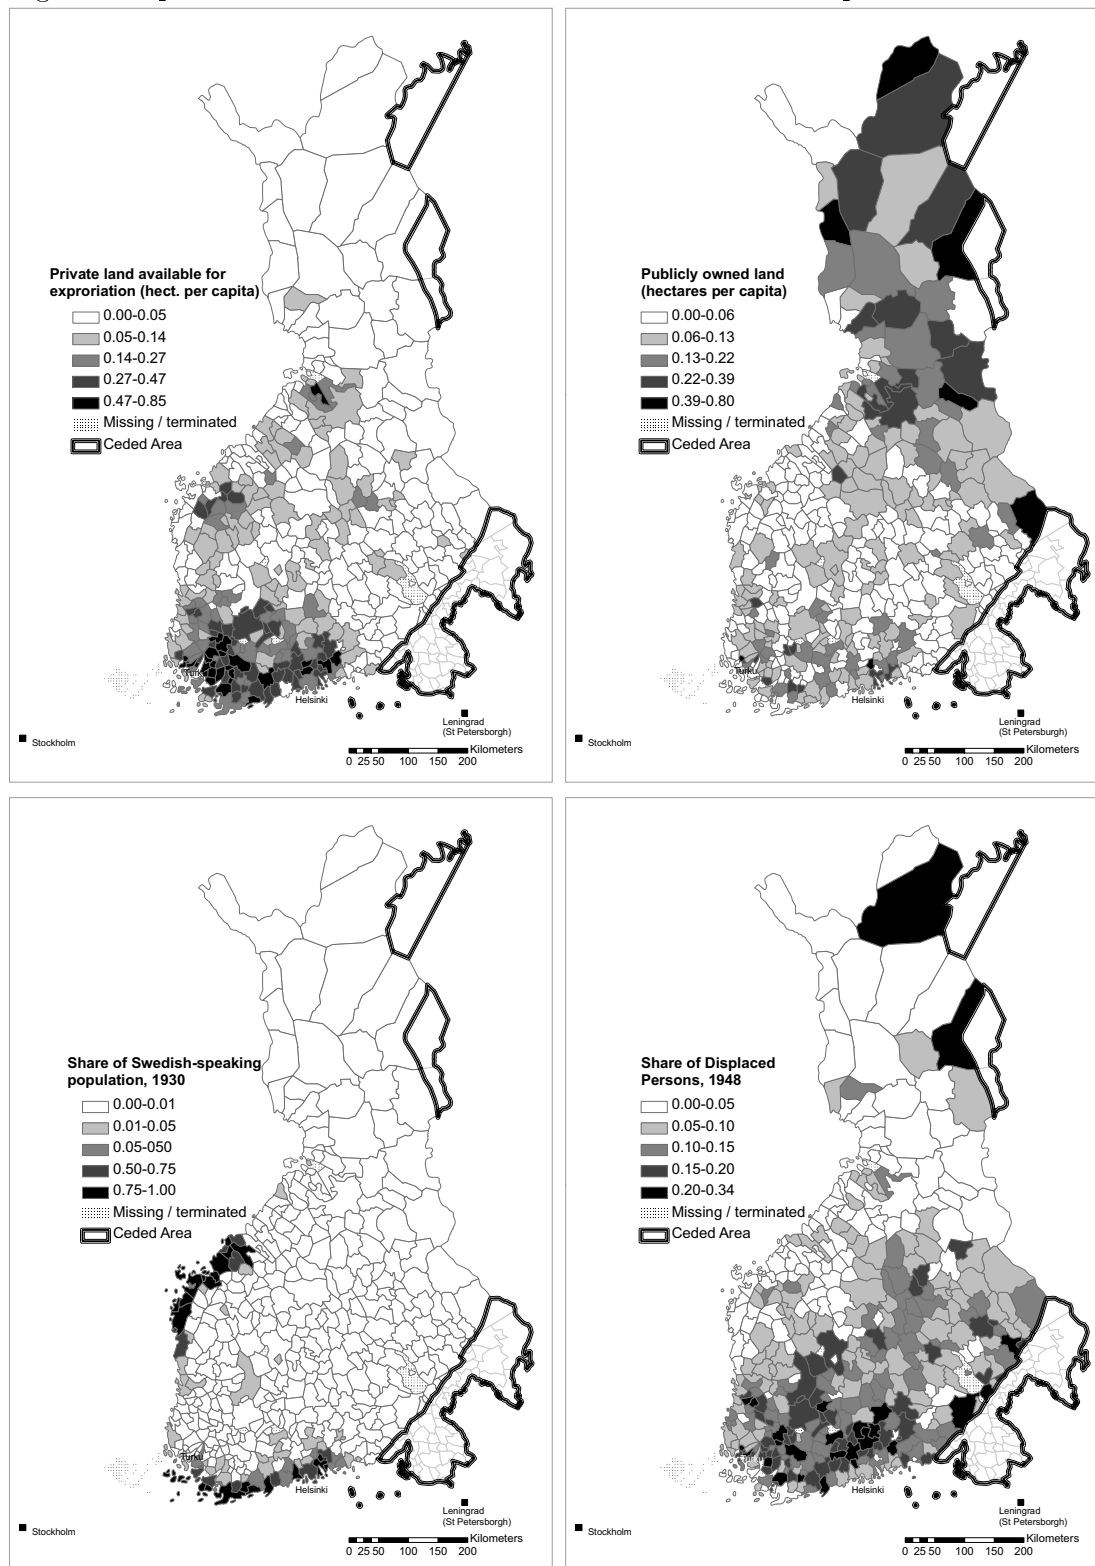 Private land available for
exproriation (hect. per capita)
0.00-0.05
0.05-0.14
0.14-0.27
0.27-0.47
0.47-0.85
Missing / terminated
Ceded Area
Turku
Helsinki
Leningrad
(St Petersborgh)
Stockholm
Kilometers
0 25 50 100 150 200
Publicly owned land
(hectares per capita)
0.00-0.06
0.06-0.13
0.13-0.22
0.22-0.39
0.39-0.80
Missing / terminated
Ceded Area
Turku
Helsinki
Leningrad
(St Petersburgh)
Stockholm
Kilometers
0 25 50 100 150 200
Share of Swedish-speaking
population, 1930
0.00-0.01
0.01-0.05
0.05-050
0.50-0.75
0.75-1.00
Missing / terminated
Ceded Area
Turku
Helsinki
Leningrad
(St Petersborgh)
Stockholm
Kilometers
0 25 50 100 150 200
Share of Displaced
Persons, 1948
0.00-0.05
0.05-0.10
0.10-0.15
0.15-0.20
0.20-0.34
Missing / terminated
Ceded Area
Helsinki
Leningrad
(St Petersborgh)
Stockholm
Kilometers
0 25 50 100 150 200